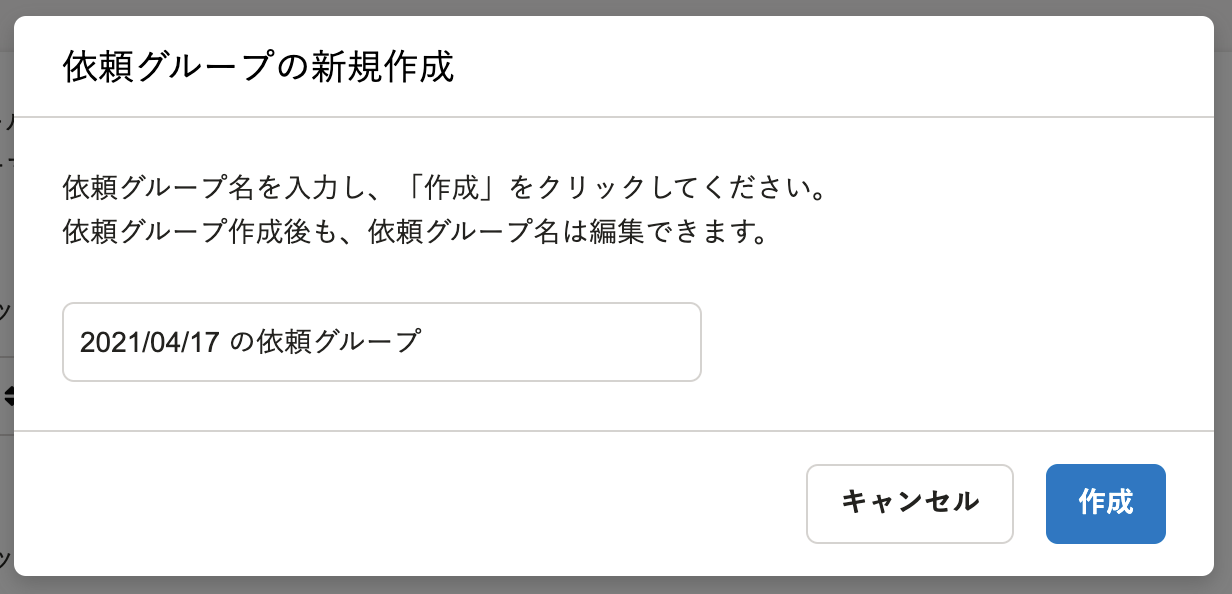 依頼グループの新規作成
依頼グループ名を入力し、「作成」をクリックしてください。
依頼グループ作成後も、依頼グループ名は編集できます。
2021/04/17 の依頼グループ
キャンセル
作成